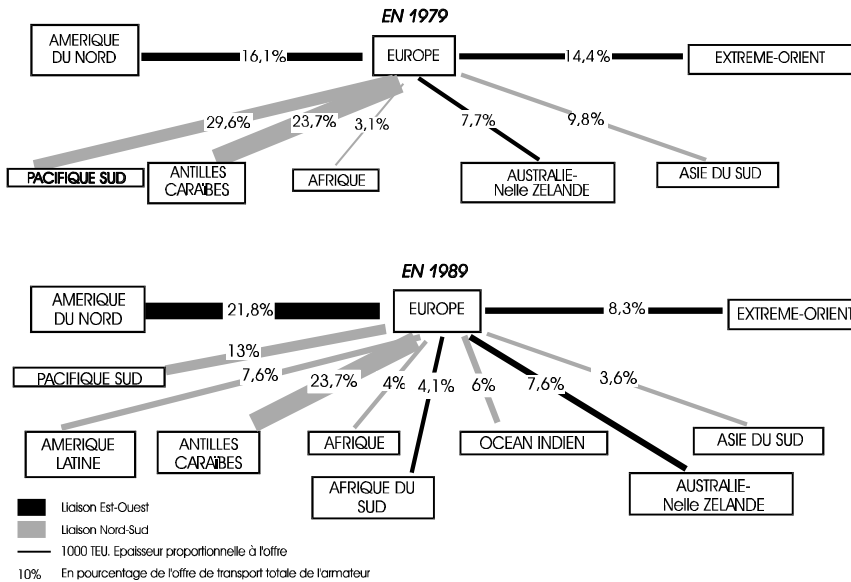 EN 1979
AMERIQUE
DU NORD
16,1%
EUROPE
14,4%
EXTREME-ORIENT
29,6%
23,7%
3,1%
7,7%
9,8%
PACIFIQUE SUD
ANTILLES
CARAÏBES
AFRIQUE
AUSTRALIE-
Nelle ZELANDE
ASIE DU SUD
EN 1989
AMERIQUE
DU NORD
21,8%
EUROPE
8,3%
EXTREME-ORIENT
13%
7,6%
23,7%
4%
4,1%
6%
7,6%
3,6%
PACIFIQUE SUD
AMERIQUE
LATINE
ANTILLES
CARAÏBES
AFRIQUE
OCEAN INDIEN
ASIE DU SUD
AFRIQUE DU
SUD
AUSTRALIE-
Nelle ZELANDE
Liaison Est-Ouest
Liaison Nord-Sud
1000 TEU. Epaisseur proportionnelle à l'offre
10% En pourcentage de l'offre de transport totale de l'armateur